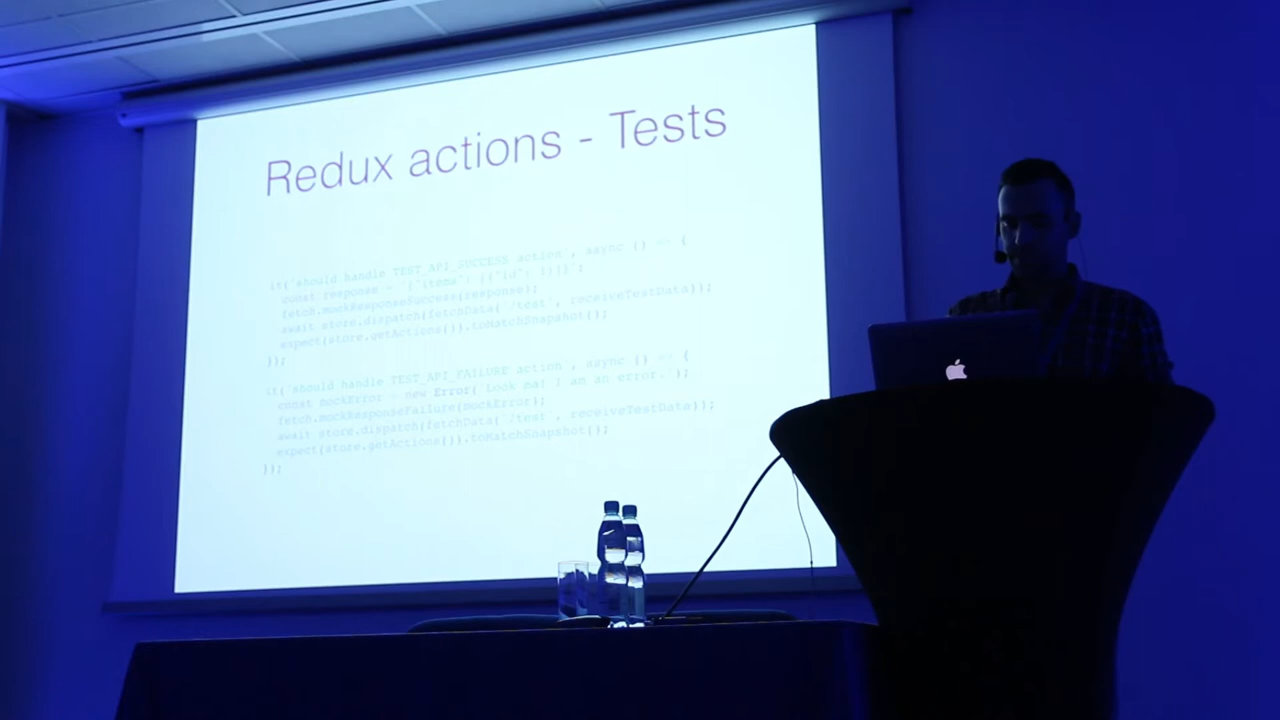 Redux actions - Tests
it('should handle TEST_API_SUCCESS action', async () => {
const response = '{"items": [{"id": 1}]}';
fetch.mockResponseSuccess(response);
await store.dispatch(fetchData('/test', receiveTestData));
expect(store.getActions()).toMatchSnapshot();
});
it('should handle TEST_API_FAILURE action', async () => {
const mockError = new Error('Look ma! I am an error.');
fetch.mockResponseFailure(mockError);
await store.dispatch(fetchData('/test', receiveTestData));
expect(store.getActions()).toMatchSnapshot();
});